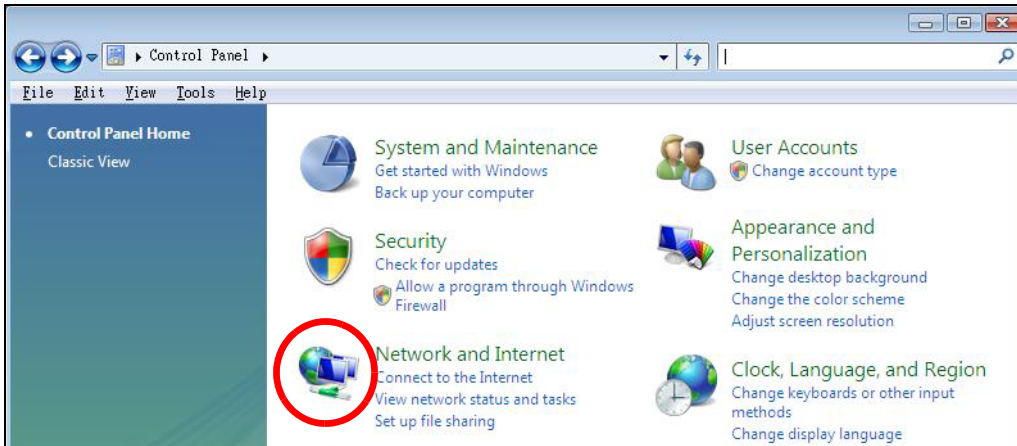 Control Panel
File Edit View Tools Help
Control Panel Home
Classic View
System and Maintenance
Get started with Windows
Back up your computer
Security
Check for updates
Allow a program through Windows
Firewall
Network and Internet
Connect to the Internet
View network status and tasks
Set up file sharing
User Accounts
Change account type
Appearance and
Personalization
Change desktop background
Change the color scheme
Adjust screen resolution
Clock, Language, and Region
Change keyboards or other input
methods
Change display language